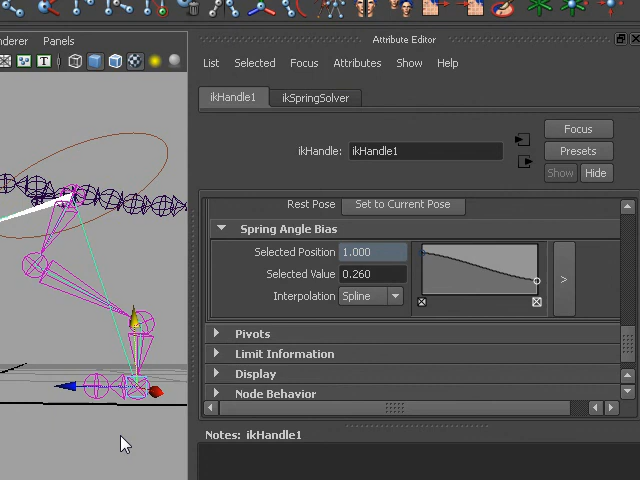 nderer Panels
Attribute Editor
List Selected Focus Attributes Show Help
ikHandle1 ikSpringSolver
ikHandle: ikHandle1
Focus
Presets
Show Hide
Rest Pose Set to Current Pose
Spring Angle Bias
Selected Position 1.000
Selected Value 0.260
Interpolation Spline
>
Pivots
Limit Information
Display
Node Behavior
Notes: ikHandle1